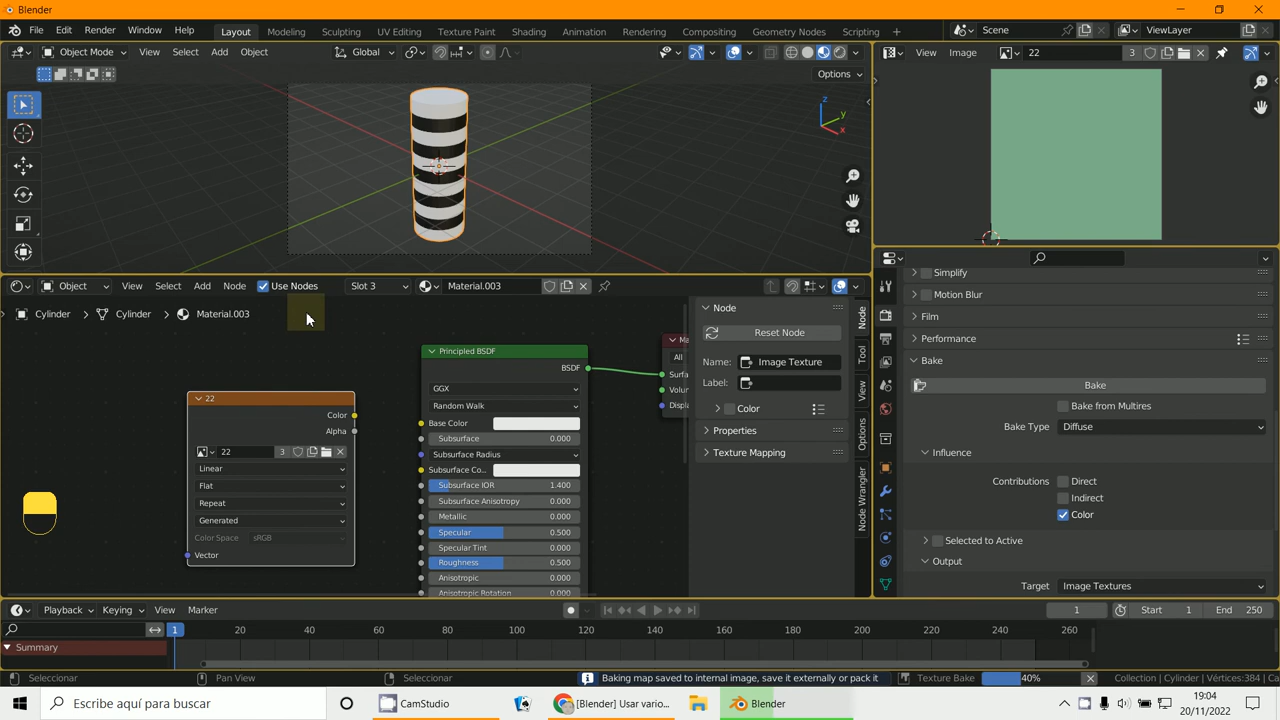 Blender
File Edit Render Window Help Layout Modeling Sculpting UV Editing Texture Paint Shading Animation Rendering Compositing Geometry Nodes Scripting + Scene ViewLayer
Object Mode View Select Add Object Global
Options
z
y
x
View Image 22 3
Object View Select Add Node Use Nodes Slot 3 Material.003
Cylinder > Cylinder > Material.003
22
Color
Alpha
22 3
Linear
Flat
Repeat
Generated
Color Space sRGB
Vector
Principled BSDF
BSDF
GGX
Random Walk
Base Color
Subsurface 0.000
Subsurface Radius
Subsurface Co...
Subsurface IOR 1.400
Subsurface Anisotropy 0.000
Metallic 0.000
Specular 0.500
Specular Tint 0.000
Roughness 0.500
Anisotropic 0.000
Anisotropic Rotation 0.000
Ma
All
Surfa
Volu
Displa
Node
Reset Node
Name: Image Texture
Label:
Color
Properties
Texture Mapping
Node
Tool
View
Options
Node Wrangler
Simplify
Motion Blur
Film
Performance
Bake
Bake
Bake from Multires
Bake Type Diffuse
Influence
Contributions Direct
Indirect
Color
Selected to Active
Output
Target Image Textures
Playback Keying View Marker 1 Start 1 End 250
1 20 40 60 80 100 120 140 160 180 200 220 240 260
Summary
Seleccionar Pan View Seleccionar Baking map saved to internal image, save it externally or pack it Texture Bake 40% Collection | Cylinder | Vertices:384 | Ca
Escribe aquí para buscar CamStudio [Blender] Usar vario... Blender 19:04
20/11/2022